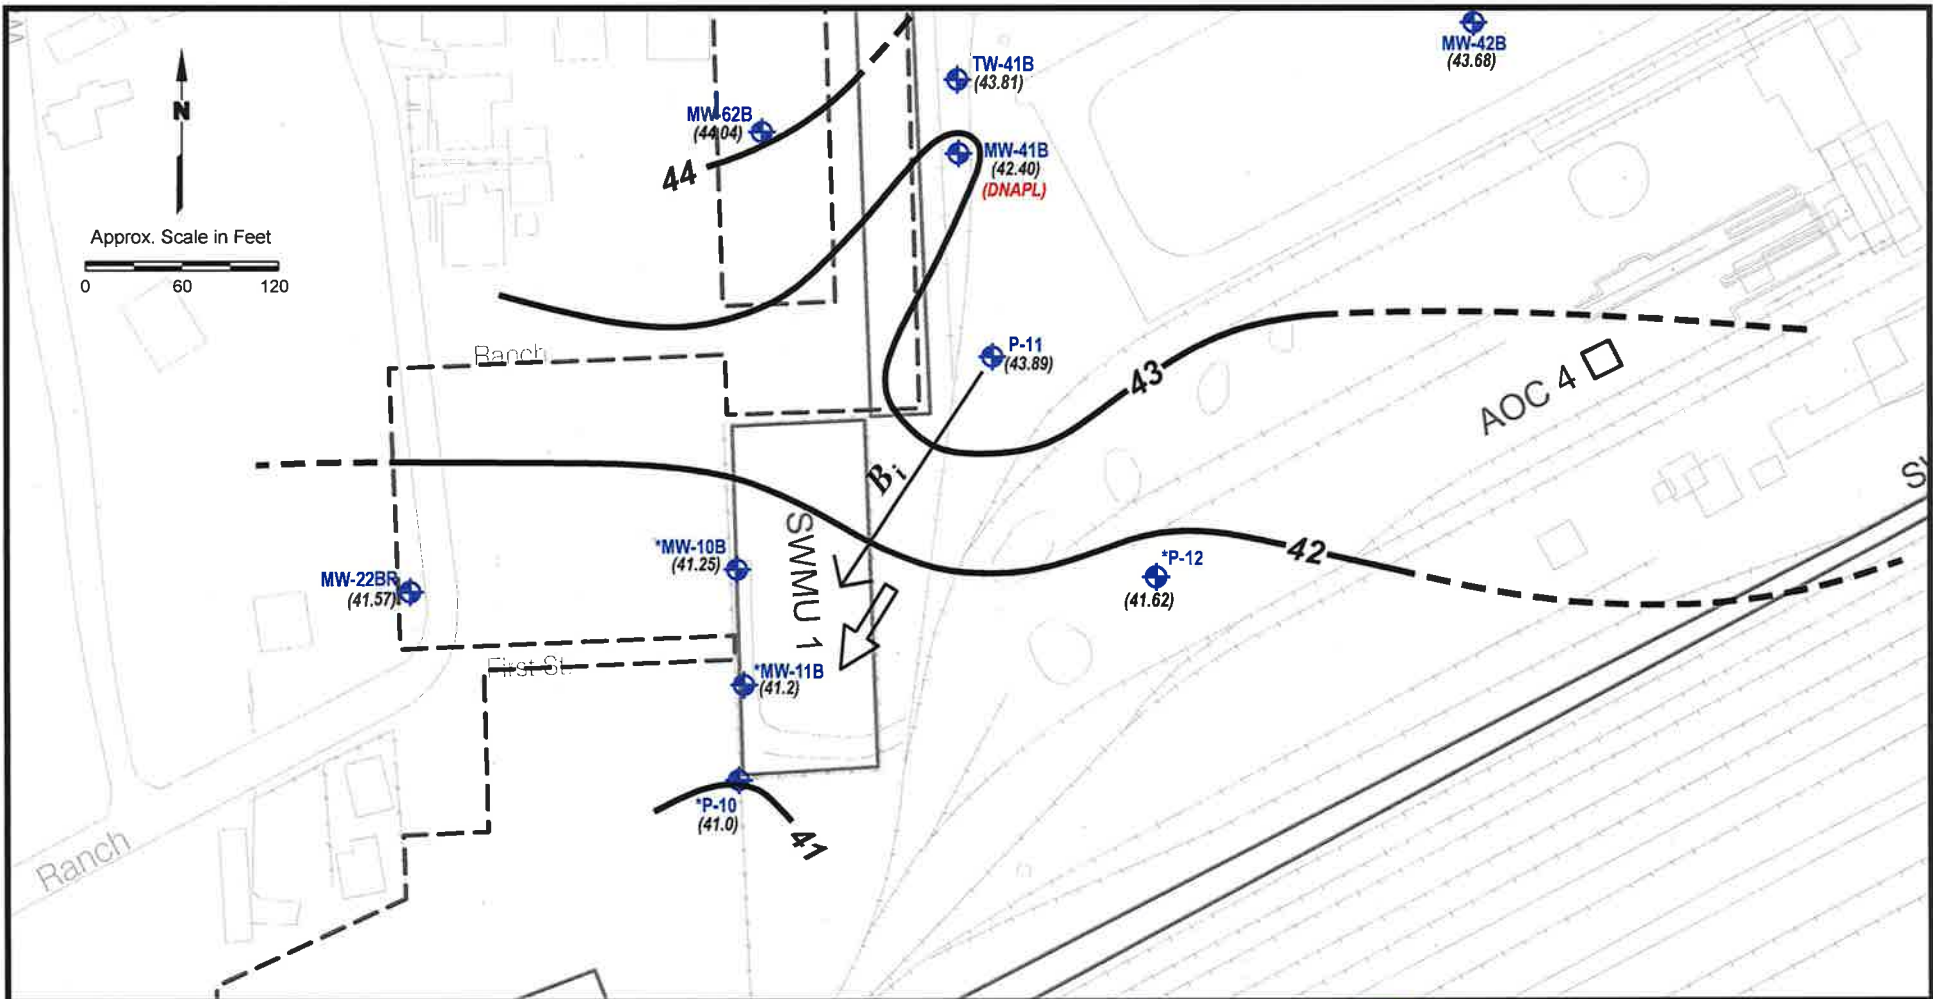 MW-42B
(43.68)
TW-41B
(43.81)
N
MW-62B
(44.04)
MW-41B
(42.40)
(DNAPL)
44
Approx. Scale in Feet
0 60 120
Ranch
P-11
(43.89)
43
AOC 4
B i
SWMU 1
*MW-10B
(41.25)
42
*P-12
(41.62)
MW-22BR
(41.57)
First St.
*MW-11B
(41.2)
*P-10
(41.0)
41
Ranch